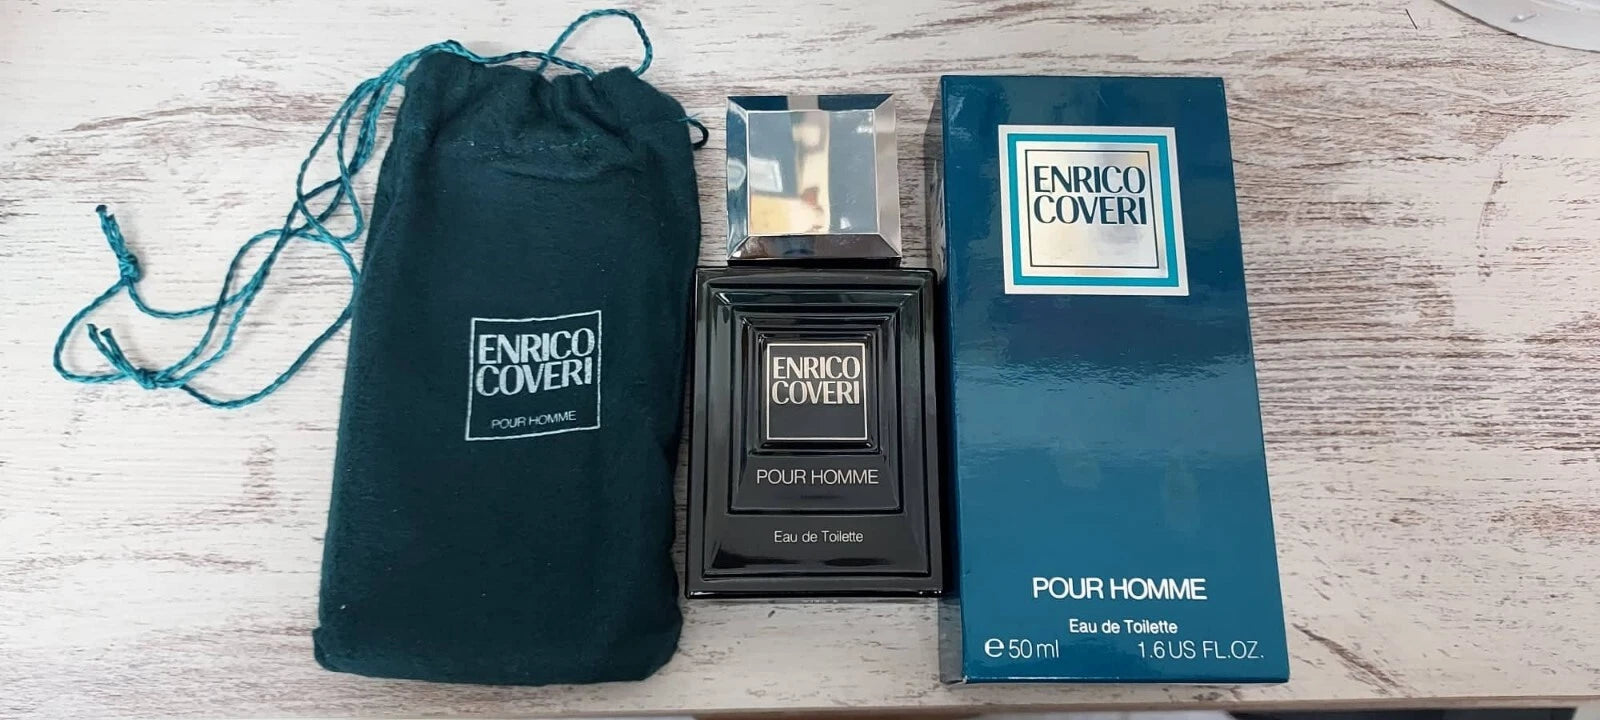 ENRICO
COVERI
POUR HOMME
ENRICO
COVERI
POUR HOMME
Eau de Toilette
ENRICO
COVERI
POUR HOMME
Eau de Toilette
e 50 ml 1.6 US FL.OZ.